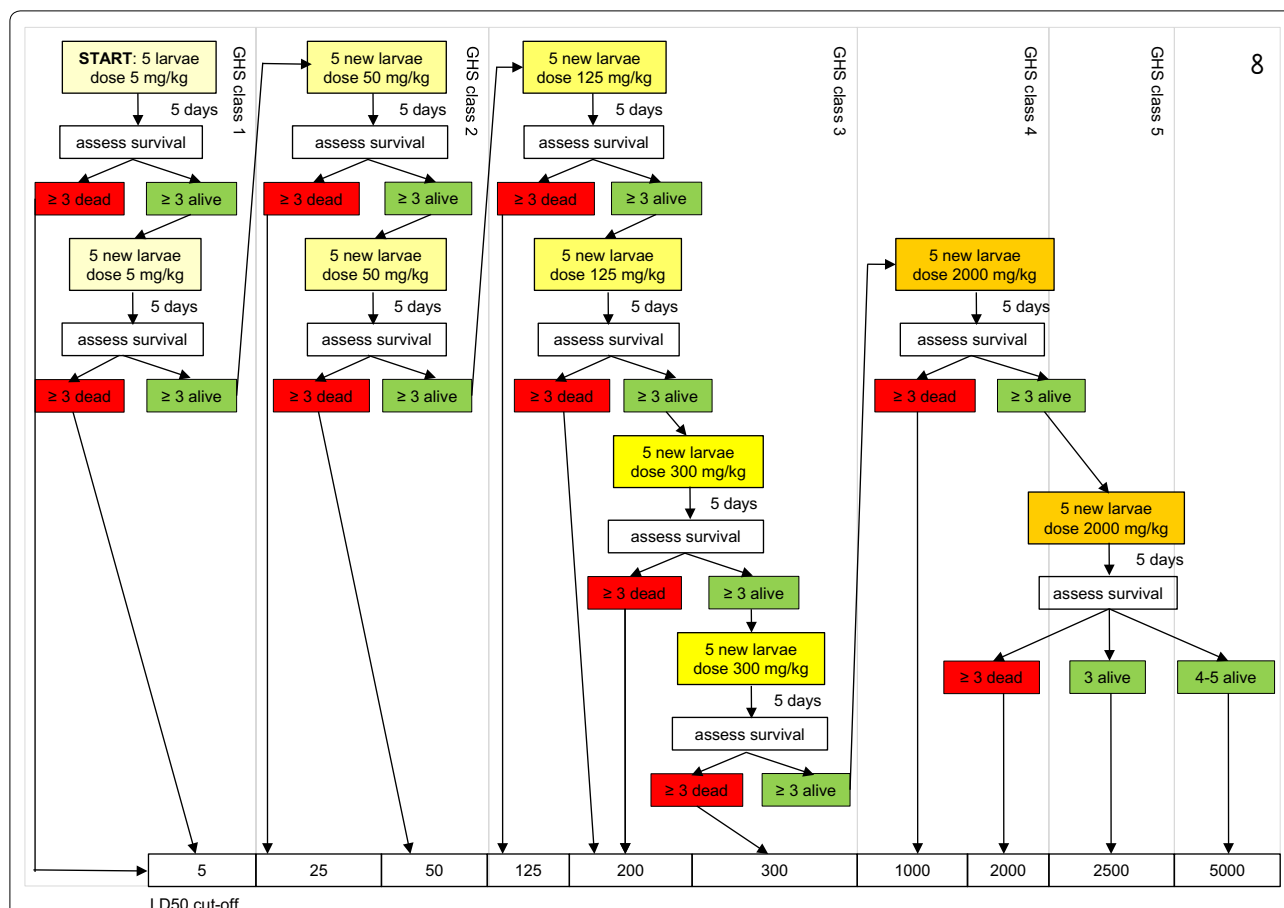 START: 5 larvae
dose 5 mg/kg
5 days
assess survival
≥ 3 dead
≥ 3 alive
5 new larvae
dose 5 mg/kg
5 days
assess survival
≥ 3 dead
≥ 3 alive
GHS class 1
5 new larvae
dose 50 mg/kg
5 days
assess survival
≥ 3 dead
≥ 3 alive
5 new larvae
dose 50 mg/kg
5 days
assess survival
≥ 3 dead
≥ 3 alive
GHS class 2
5 new larvae
dose 125 mg/kg
5 days
assess survival
≥ 3 dead
≥ 3 alive
5 new larvae
dose 125 mg/kg
5 days
assess survival
≥ 3 dead
≥ 3 alive
5 new larvae
dose 300 mg/kg
5 days
assess survival
≥ 3 dead
≥ 3 alive
5 new larvae
dose 300 mg/kg
5 days
assess survival
≥ 3 dead
≥ 3 alive
GHS class 3
5 new larvae
dose 2000 mg/kg
5 days
assess survival
≥ 3 dead
≥ 3 alive
GHS class 4
5 new larvae
dose 2000 mg/kg
5 days
assess survival
≥ 3 dead
3 alive
4-5 alive
GHS class 5
8
5
25
50
125
200
300
1000
2000
2500
5000
LD50 cut-off